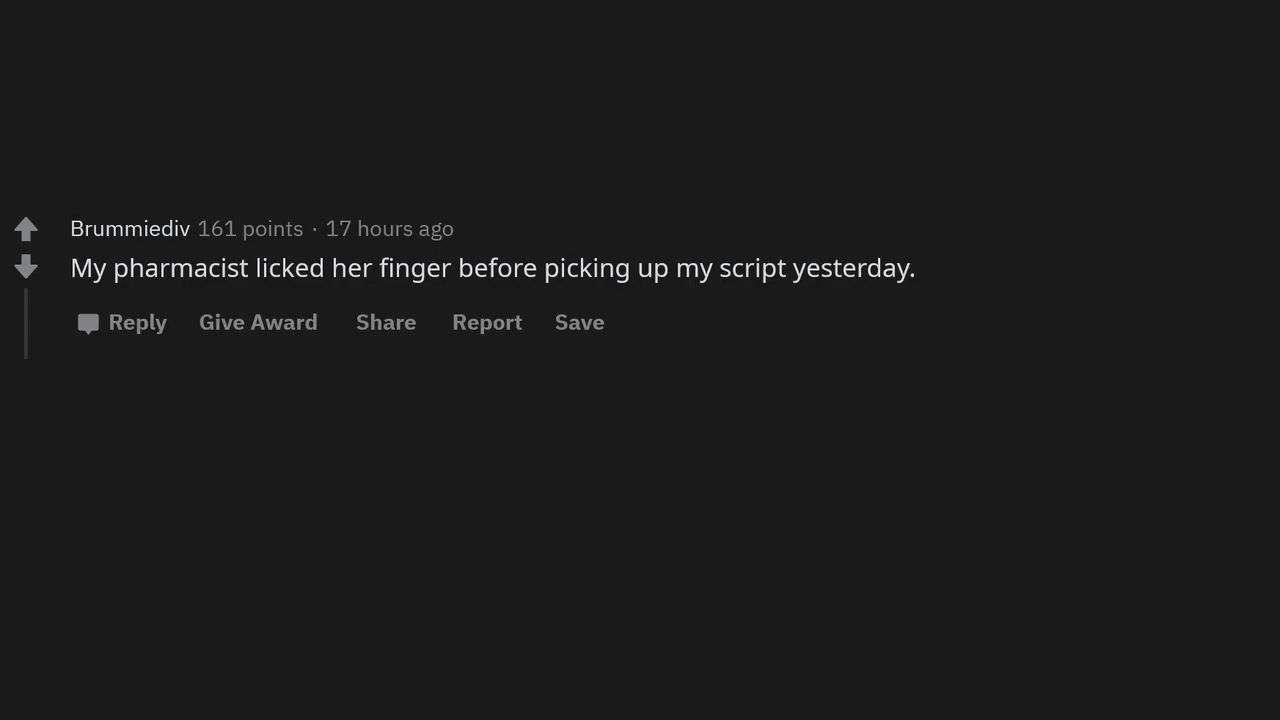 Brummiediv 161 points · 17 hours ago
My pharmacist licked her finger before picking up my script yesterday.
Reply Give Award Share Report Save